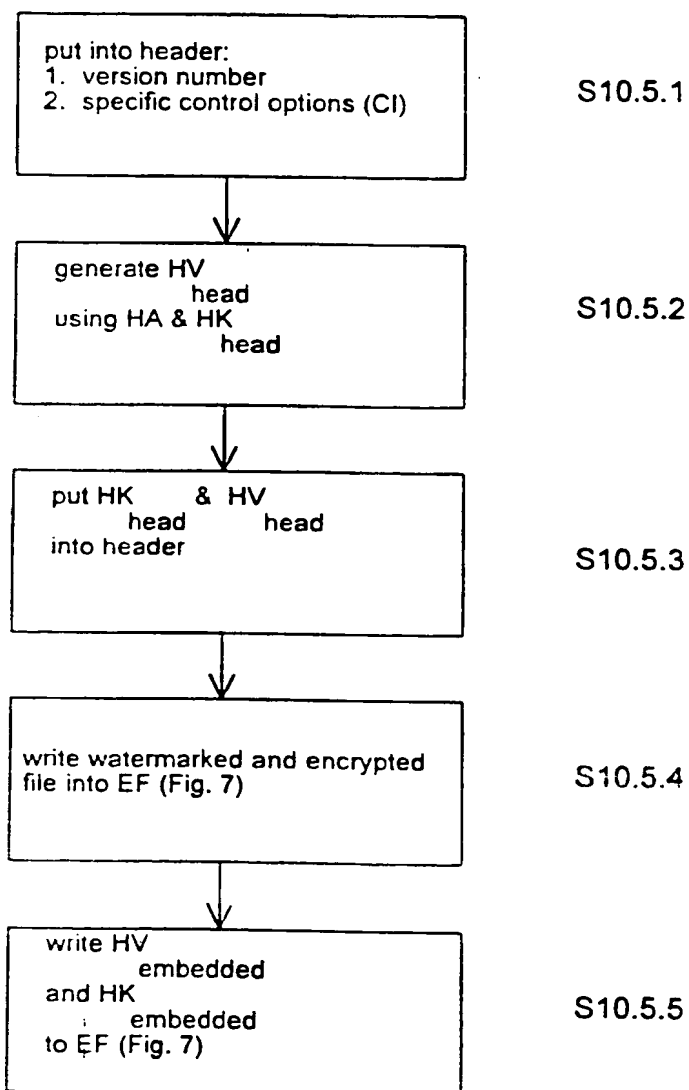 put into header:
1. version number
2. specific control options (CI)
S10.5.1
generate HV
head
using HA & HK
head
S10.5.2
put HK & HV
head head
into header
S10.5.3
write watermarked and encrypted
file into EF (Fig. 7)
S10.5.4
write HV
embedded
and HK
embedded
to EF (Fig. 7)
S10.5.5